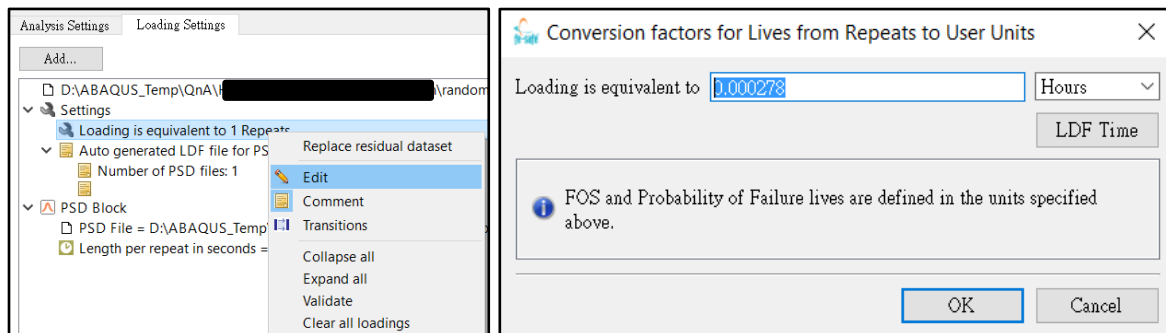 Analysis Settings
Loading Settings
Add...
D:\ABAQUS_Temp\QnA\
\random
Settings
Loading is equivalent to 1 Repeats
Auto generated LDF file for PS
Number of PSD files: 1
PSD Block
PSD File = D:\ABAQUS_Temp
Length per repeat in seconds =
Replace residual dataset
Edit
Comment
Transitions
Collapse all
Expand all
Validate
Clear all loadings
fe-safe
Conversion factors for Lives from Repeats to User Units
Loading is equivalent to 0.000278 Hours
LDF Time
FOS and Probability of Failure lives are defined in the units specified
above.
OK
Cancel